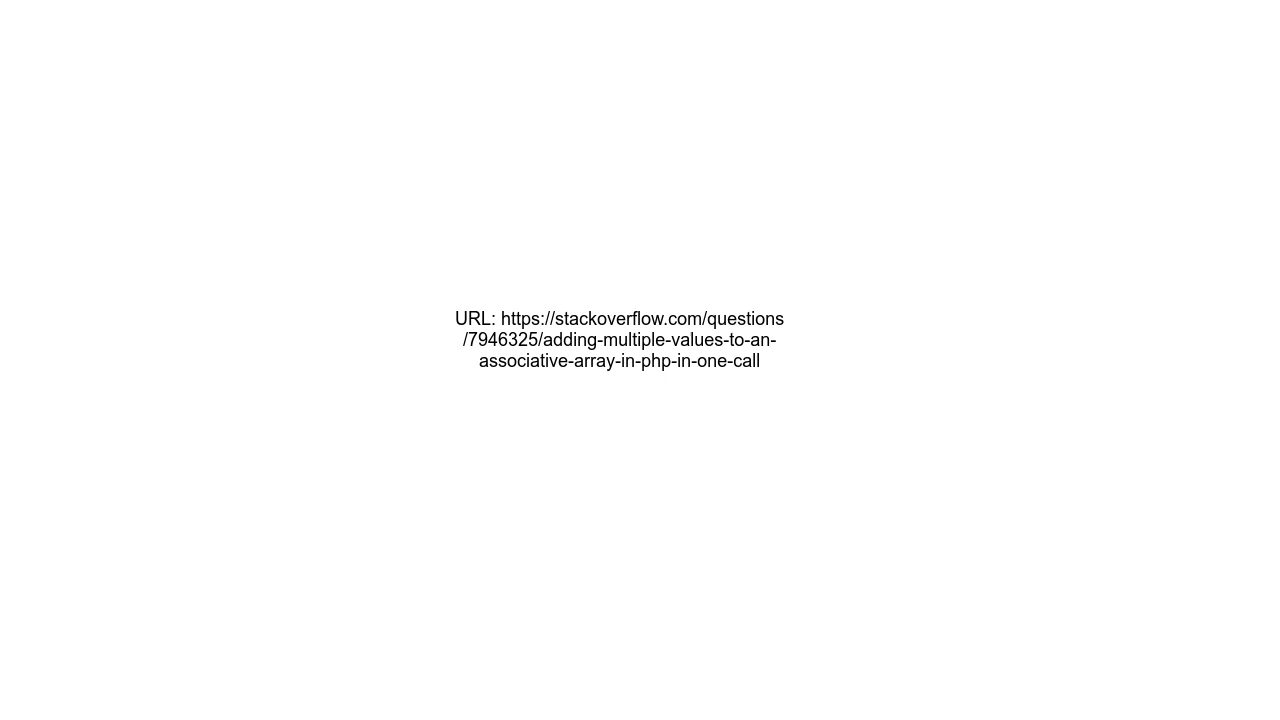 URL: https://stackoverflow.com/questions
/7946325/adding-multiple-values-to-an-
associative-array-in-php-in-one-call